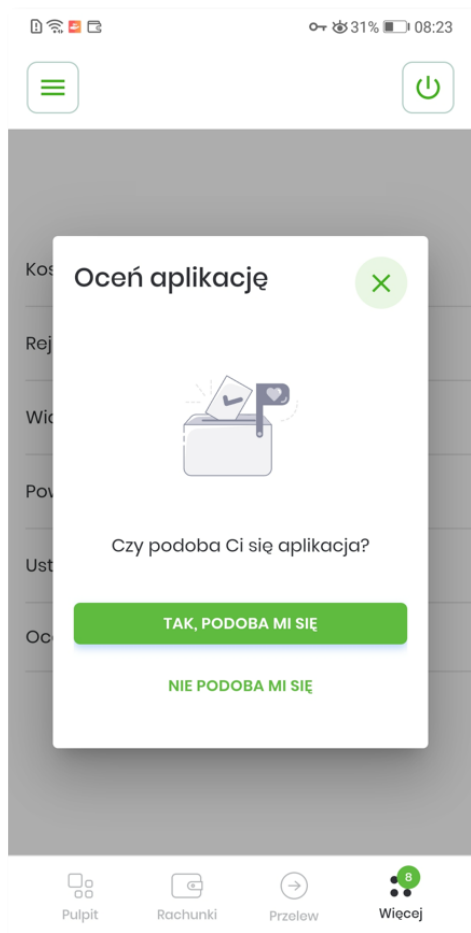 31% 08:23
Oceń aplikację
Kos
Rej
Wid
Pow
Ust
Oc
Czy podoba Ci się aplikacja?
TAK, PODOBA MI SIĘ
NIE PODOBA MI SIĘ
8
Pulpit Rachunki Przelew Więcej